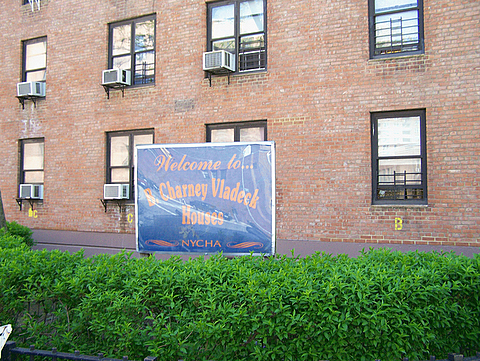 Welcome to...
B. Charney Vladeck
Houses
NYCHA
B